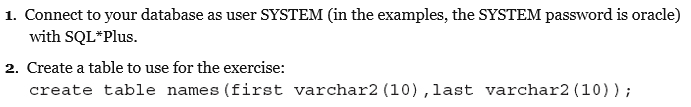 1. Connect to your database as user SYSTEM (in the examples, the SYSTEM password is oracle)
with SQL*Plus.
2. Create a table to use for the exercise:
create table names(first varchar2(10),last varchar2(10));